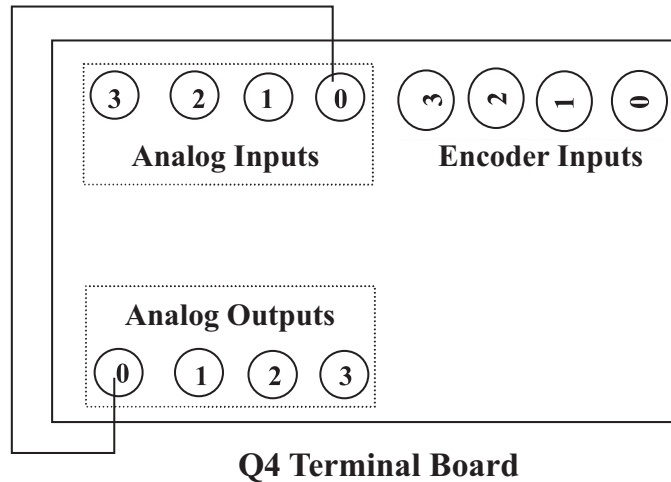 3 2 1 0 3 2 1 0
Analog Inputs Encoder Inputs
Analog Outputs
0 1 2 3
Q4 Terminal Board